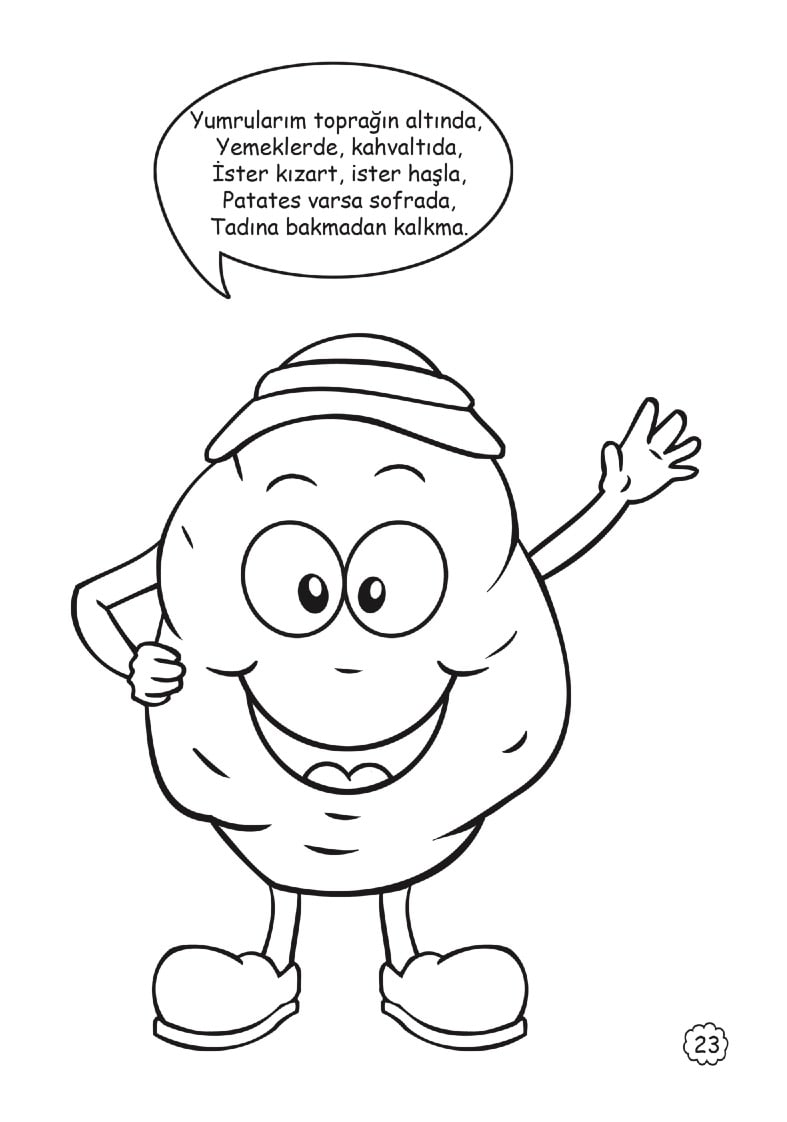 Yumrularım toprağın altında,
Yemeklerde, kahvaltıda,
İster kızart, ister haşla,
Patates varsa sofrada,
Tadına bakmadan kalkma.
23